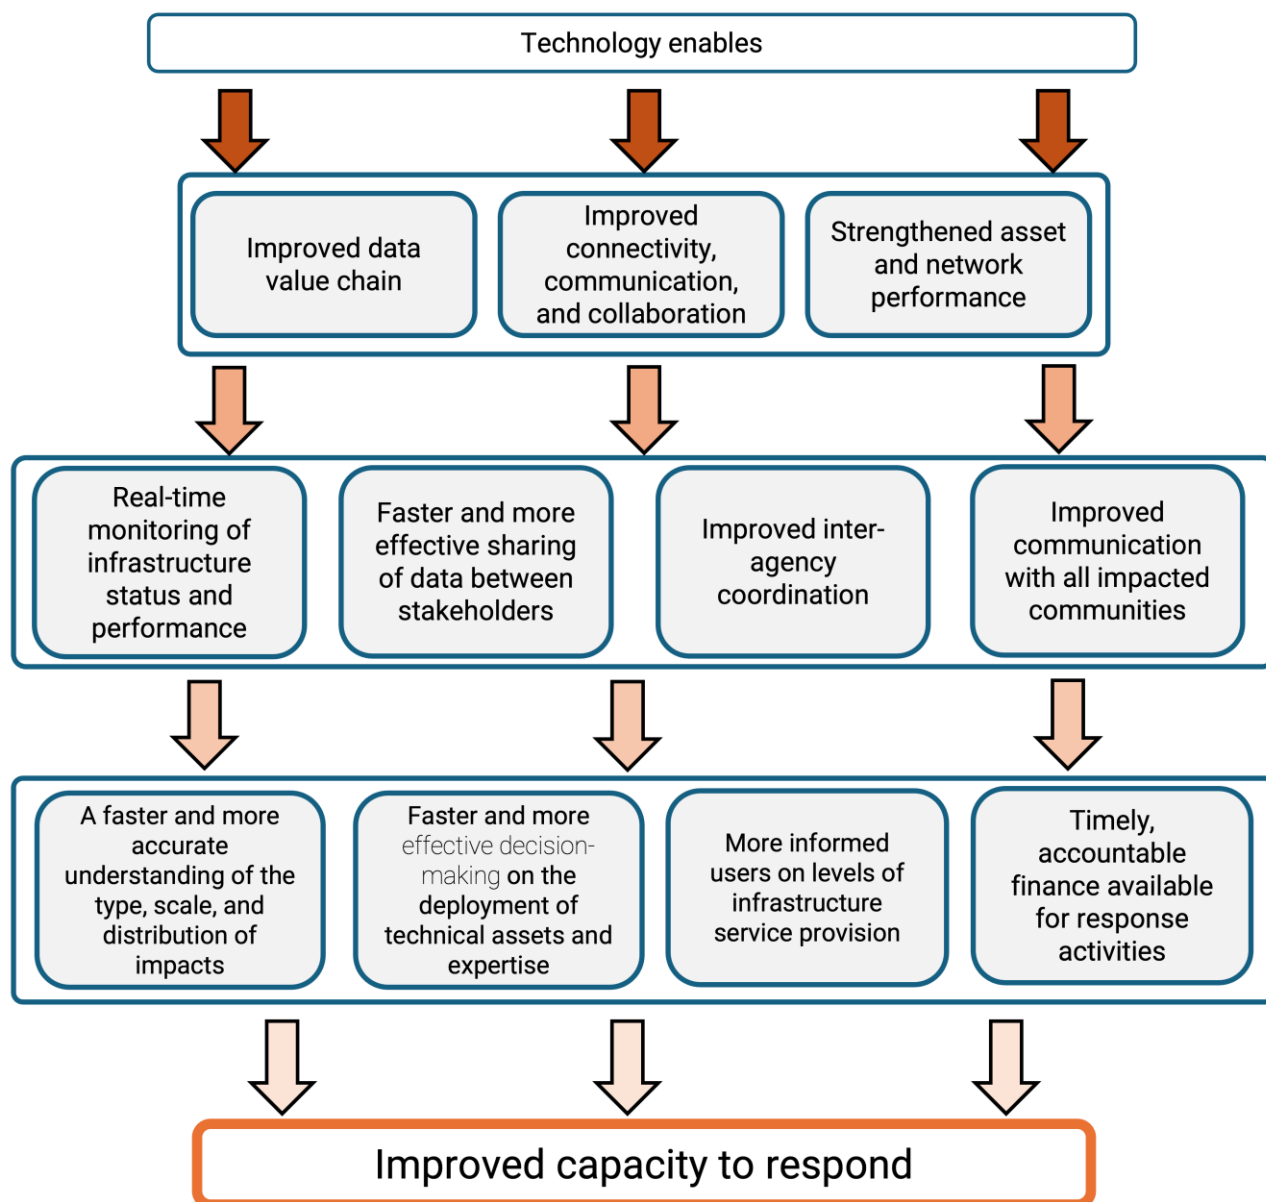 Technology enables
Improved data
value chain
Improved
connectivity,
communication,
and collaboration
Strengthened asset
and network
performance
Real-time
monitoring of
infrastructure
status and
performance
Faster and more
effective sharing
of data between
stakeholders
Improved inter-
agency
coordination
Improved
communication
with all impacted
communities
A faster and more
accurate
understanding of the
type, scale, and
distribution of
impacts
Faster and more
effective decision-
making on the
deployment of
technical assets and
expertise
More informed
users on levels of
infrastructure
service provision
Timely,
accountable
finance available
for response
activities
Improved capacity to respond